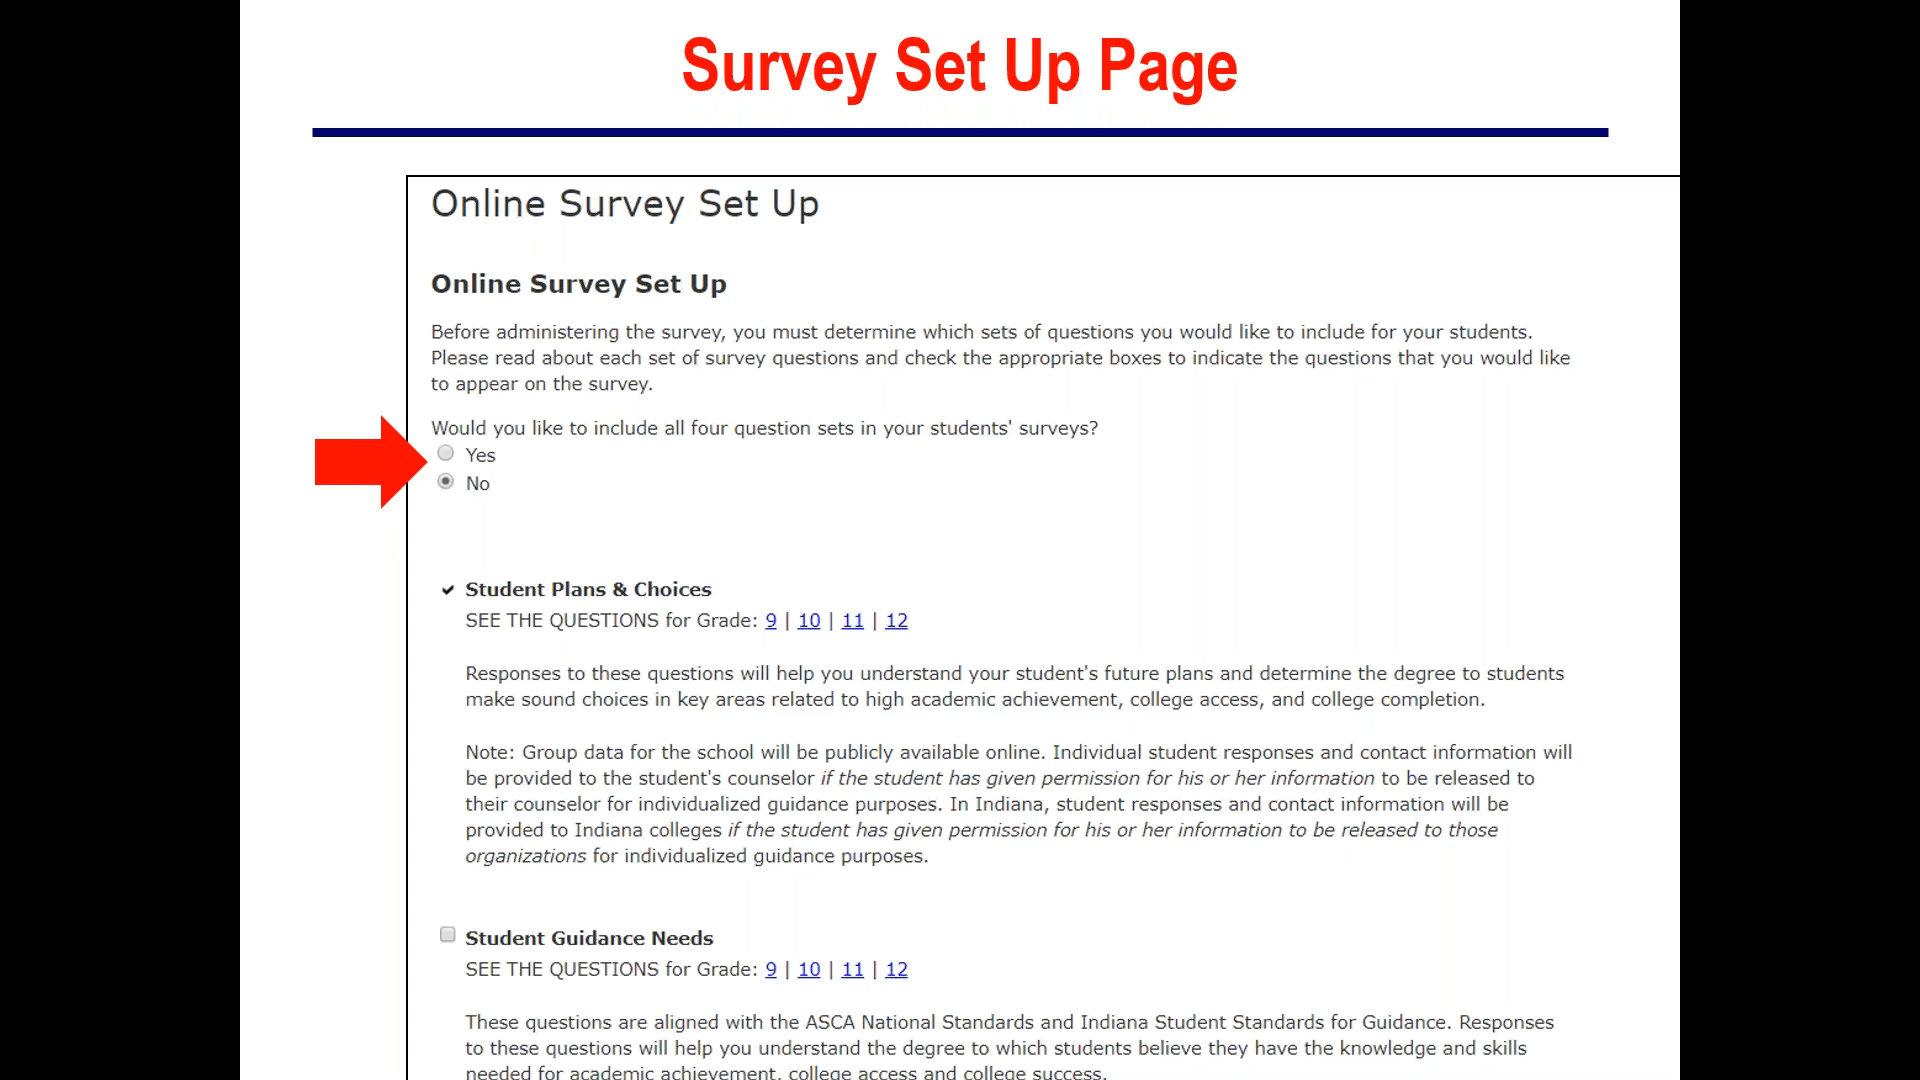 Survey Set Up Page
Online Survey Set Up
Online Survey Set Up
Before administering the survey, you must determine which sets of questions you would like to include for your students.
Please read about each set of survey questions and check the appropriate boxes to indicate the questions that you would like
to appear on the survey.
Would you like to include all four question sets in your students' surveys?
Yes
No
Student Plans & Choices
SEE THE QUESTIONS for Grade: 9 | 10 | 11 | 12
Responses to these questions will help you understand your student's future plans and determine the degree to students
make sound choices in key areas related to high academic achievement, college access, and college completion.
Note: Group data for the school will be publicly available online. Individual student responses and contact information will
be provided to the student's counselor if the student has given permission for his or her information to be released to
their counselor for individualized guidance purposes. In Indiana, student responses and contact information will be
provided to Indiana colleges if the student has given permission for his or her information to be released to those
organizations for individualized guidance purposes.
Student Guidance Needs
SEE THE QUESTIONS for Grade: 9 | 10 | 11 | 12
These questions are aligned with the ASCA National Standards and Indiana Student Standards for Guidance. Responses
to these questions will help you understand the degree to which students believe they have the knowledge and skills
needed for academic achievement, college access and college success.